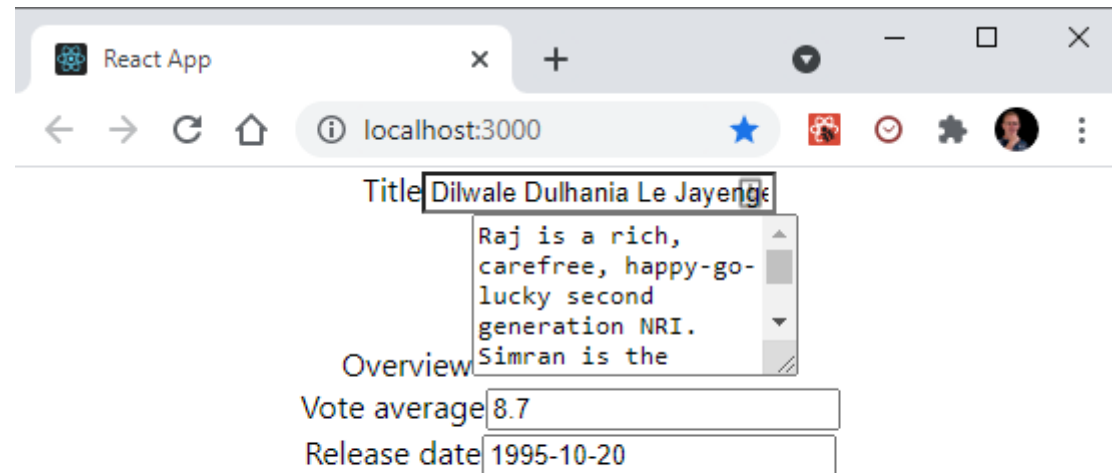 React App
localhost:3000
Title Dilwale Dulhania Le Jayenge
Raj is a rich,
carefree, happy-go-
lucky second
generation NRI.
Simran is the
Overview
Vote average 8.7
Release date 1995-10-20